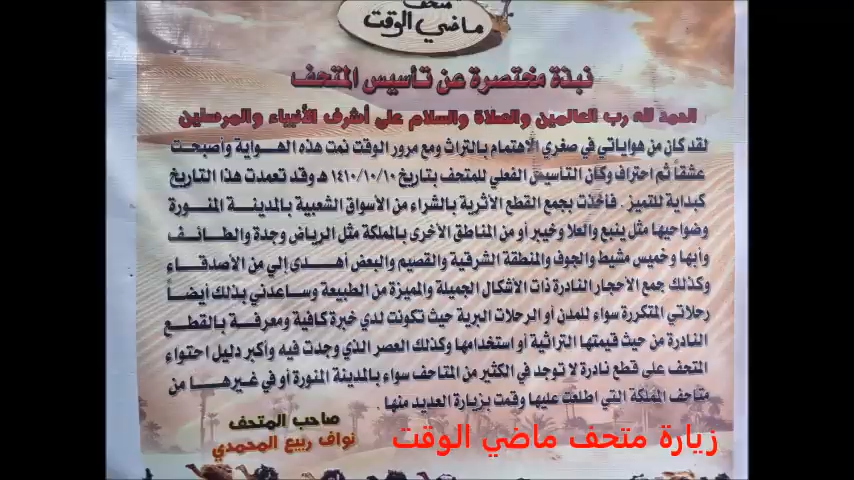 متحف
ماضي الوقت
نبذة مختصرة عن تأسيس المتحف
الحمد لله رب العالمين والصلاة والسلام على أشرف الأنبياء والمرسلين
لقد كان من هواياتي في صغري الاهتمام بالتراث ومع مرور الوقت نمت هذه الهواية وأصبحت
عشقاً ثم احتراف وكان التأسيس الفعلي للمتحف بتاريخ ١٤١٠/١٠/١٠ هـ وقد تعمدت هذا التاريخ
كبداية للتميز . فأخذت بجمع القطع الأثرية بالشراء من الأسواق الشعبية بالمدينة المنورة
وضواحيها مثل ينبع والعلا وخيبر أو من المناطق الأخرى بالمملكة مثل الرياض وجدة والطائف
وأبها وخميس مشيط والجوف والمنطقة الشرقية والقصيم والبعض أهدى إلي من الأصدقاء
وكذلك جمع الأحجار النادرة ذات الأشكال الجميلة والمميزة من الطبيعة وساعدني بذلك أيضاً
رحلاتي المتكررة سواء للمدن أو الرحلات البرية حيث تكونت لدي خبرة كافية ومعرفة بالقطع
النادرة من حيث قيمتها التراثية أو استخدامها وكذلك العصر الذي وجدت فيه وأكبر دليل احتواء
المتحف على قطع نادرة لا توجد في الكثير من المتاحف سواء بالمدينة المنورة أو في غيرها من
متاحف المملكة التي اطلعت عليها وقمت بزيارة العديد منها
صاحب المتحف
نواف ربيع المحمدي
زيارة متحف ماضي الوقت